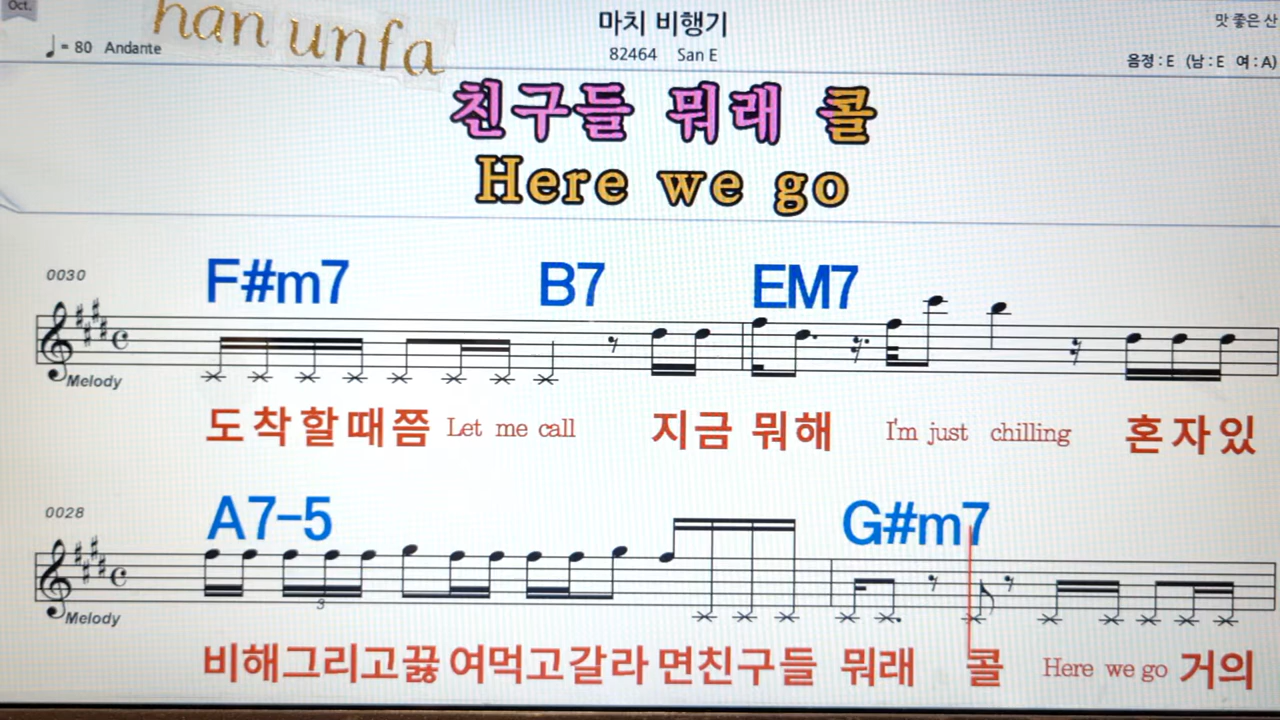 Oct.
han unfa
마치 비행기
맛 좋은 산
♩= 80 Andante
82464 San E
음정 : E (남 : E 여 : A)
친구들 뭐래 콜
Here we go
0030
F#m7 B7 EM7
Melody
도착할때쯤 Let me call 지금 뭐해 I'm just chilling 혼자있
0028
A7-5 G#m7
3
Melody
비해그리고끓여먹고갈라면친구들 뭐래 콜 Here we go 거의